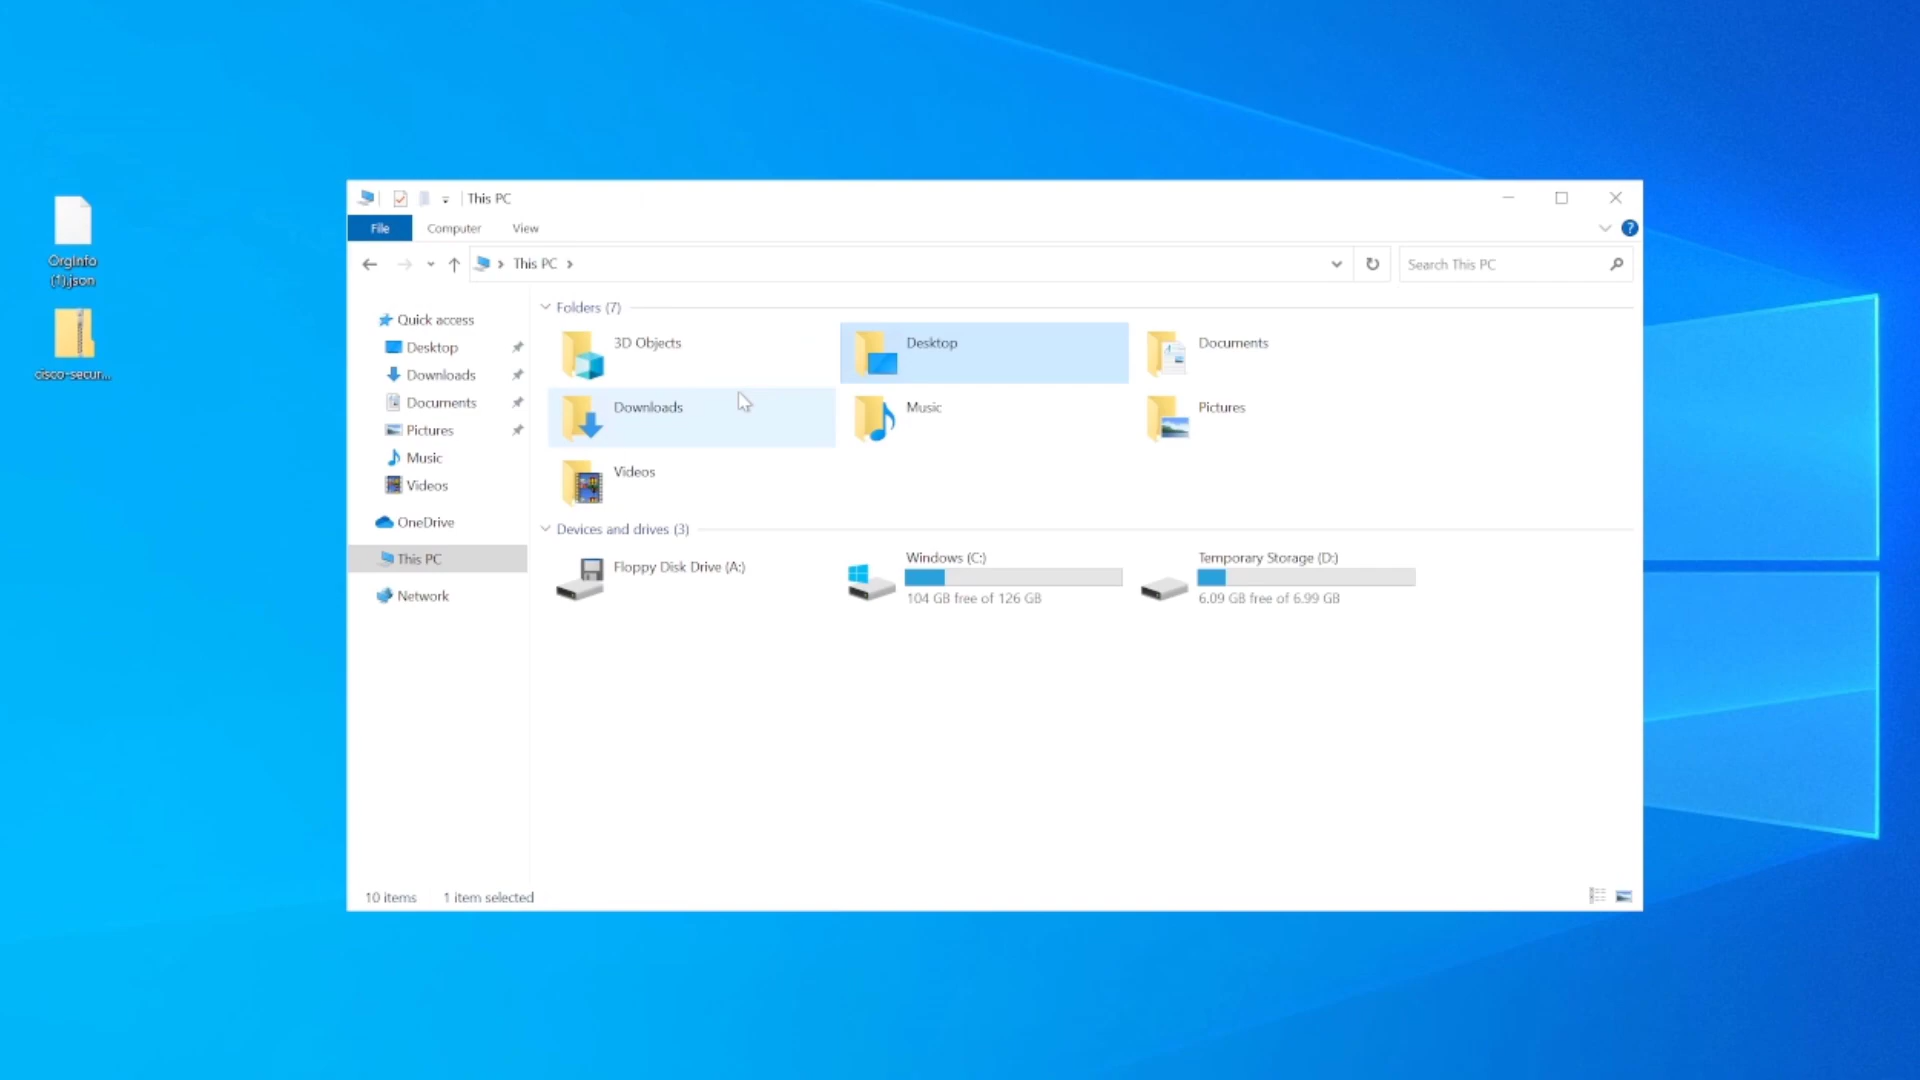 OrgInfo
(1).json
cisco-secur...
This PC
File
Computer
View
?
This PC
Search This PC
Quick access
Desktop
Downloads
Documents
Pictures
Music
Videos
OneDrive
This PC
Network
Folders (7)
3D Objects
Desktop
Documents
Downloads
Music
Pictures
Videos
Devices and drives (3)
Floppy Disk Drive (A:)
Windows (C:)
104 GB free of 126 GB
Temporary Storage (D:)
6.09 GB free of 6.99 GB
10 items
1 item selected